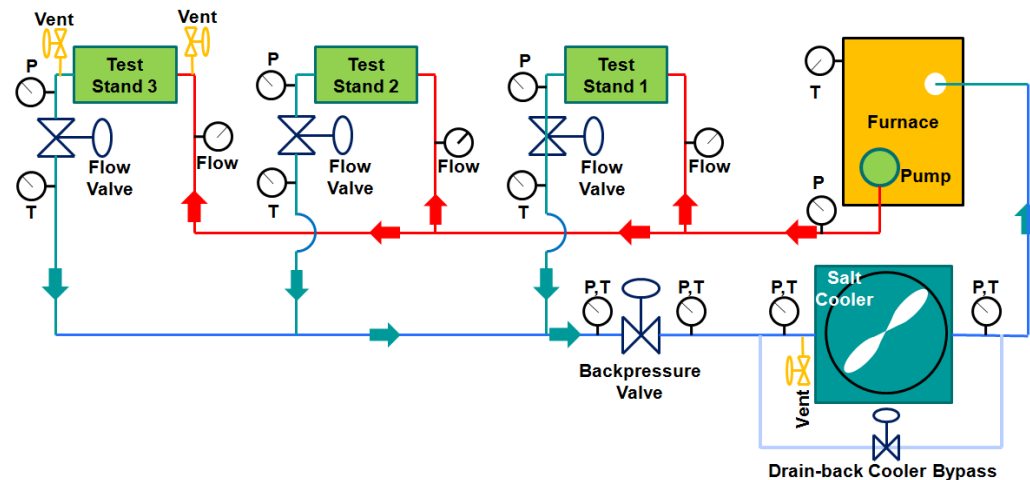 Vent
Vent
P
Test
Stand 3
Flow
Flow
Valve
T
P
Test
Stand 2
Flow
Flow
Valve
T
P
Test
Stand 1
Flow
Flow
Valve
T
T
Furnace
Pump
P
P,T
P,T
Backpressure
Valve
P,T
Salt
Cooler
P,T
Vent
Drain-back Cooler Bypass